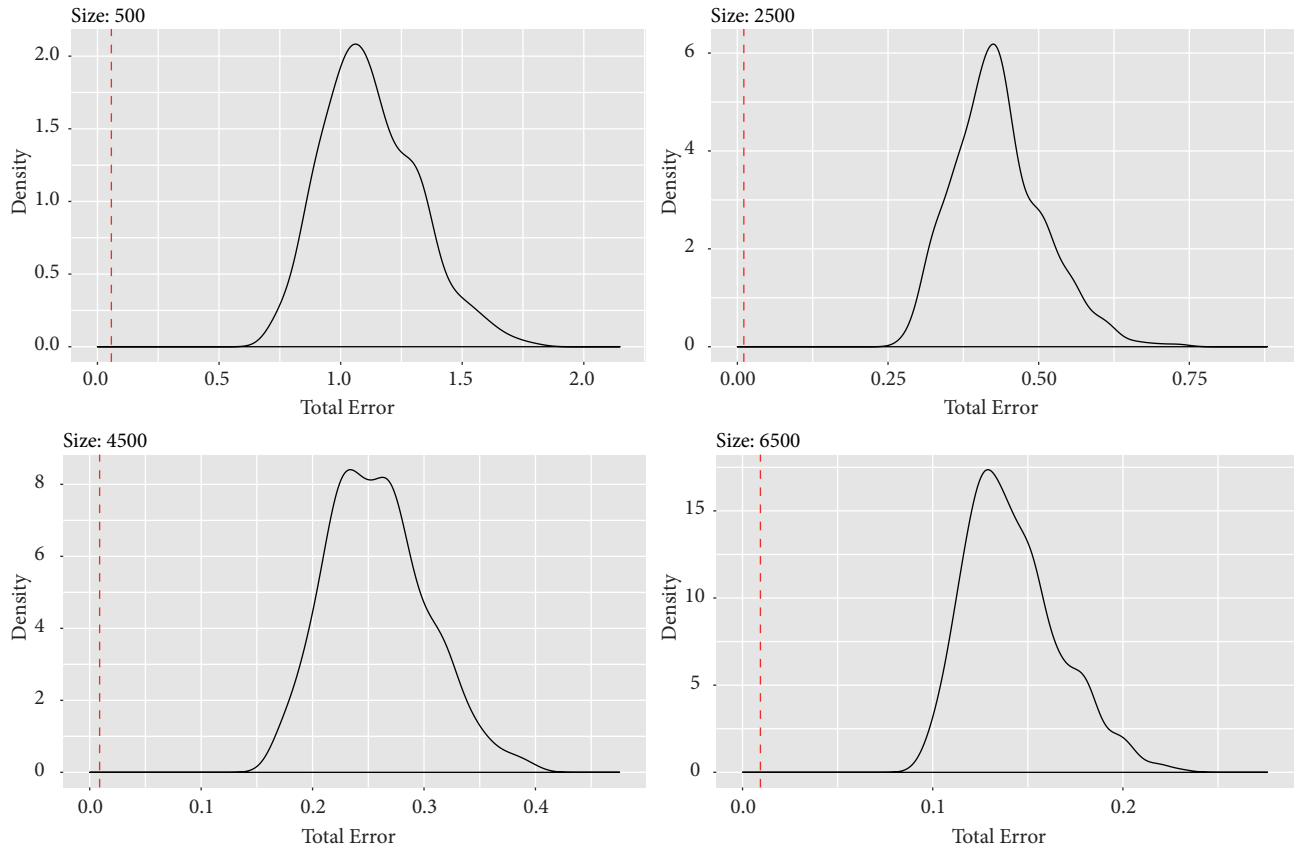 Size: 500
2.0
1.5
1.0
0.5
0.0
Density
0.0 0.5 1.0 1.5 2.0
Total Error
Size: 2500
6
4
2
0
Density
0.00 0.25 0.50 0.75
Total Error
Size: 4500
8
6
4
2
0
Density
0.0 0.1 0.2 0.3 0.4
Total Error
Size: 6500
15
10
5
0
Density
0.0 0.1 0.2
Total Error